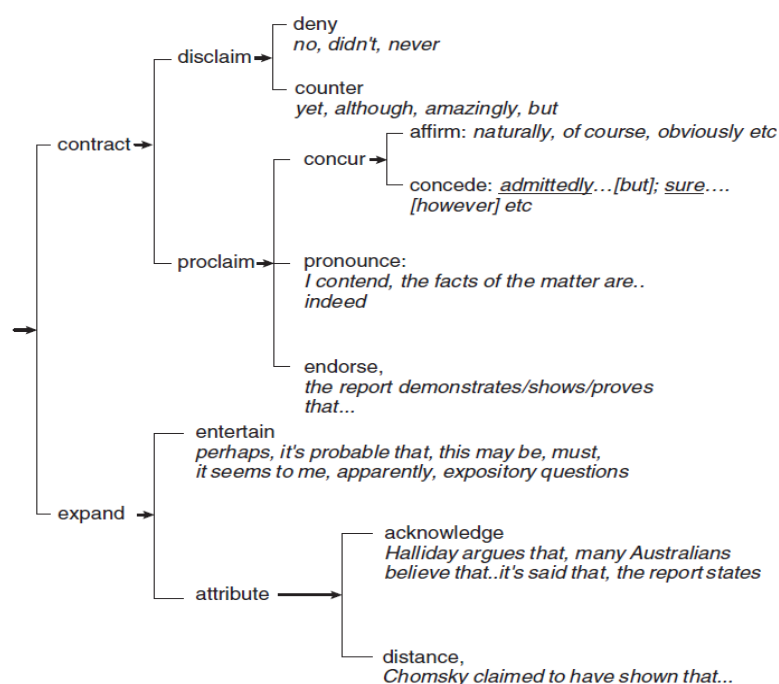 deny
no, didn't, never
disclaim
counter
yet, although, amazingly, but
contract
affirm: naturally, of course, obviously etc
concur
concede: admittedly…[but]; sure….
[however] etc
proclaim
pronounce:
I contend, the facts of the matter are..
indeed
endorse,
the report demonstrates/shows/proves
that...
entertain
perhaps, it's probable that, this may be, must,
it seems to me, apparently, expository questions
expand
acknowledge
Halliday argues that, many Australians
believe that..it's said that, the report states
attribute
distance,
Chomsky claimed to have shown that...